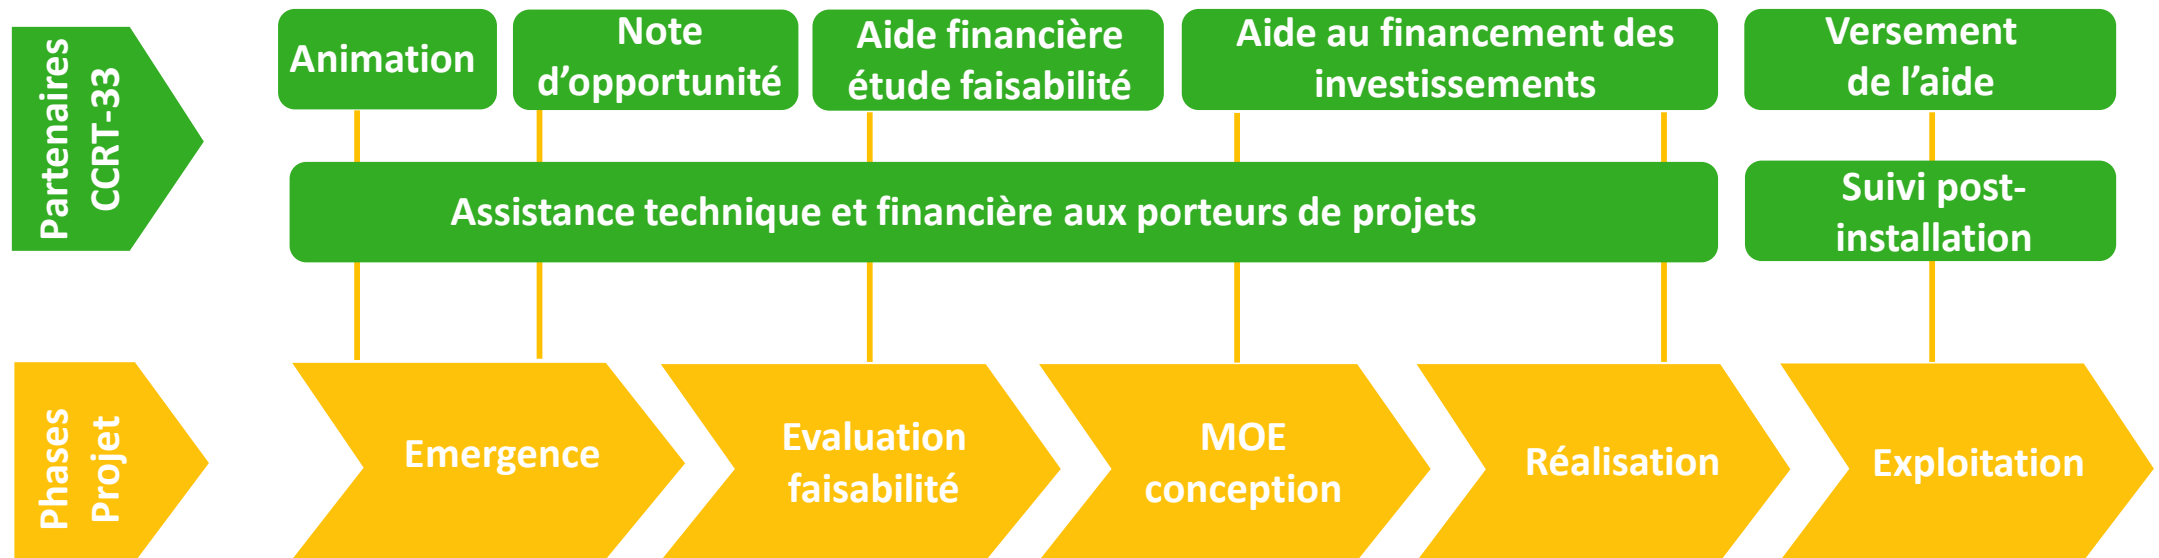 Partenaires
CCRT-33
Animation
Note
d’opportunité
Aide financière
étude faisabilité
Aide au financement des
investissements
Versement
de l’aide
Assistance technique et financière aux porteurs de projets
Suivi post-
installation
Phases
Projet
Emergence
Evaluation
faisabilité
MOE
conception
Réalisation
Exploitation